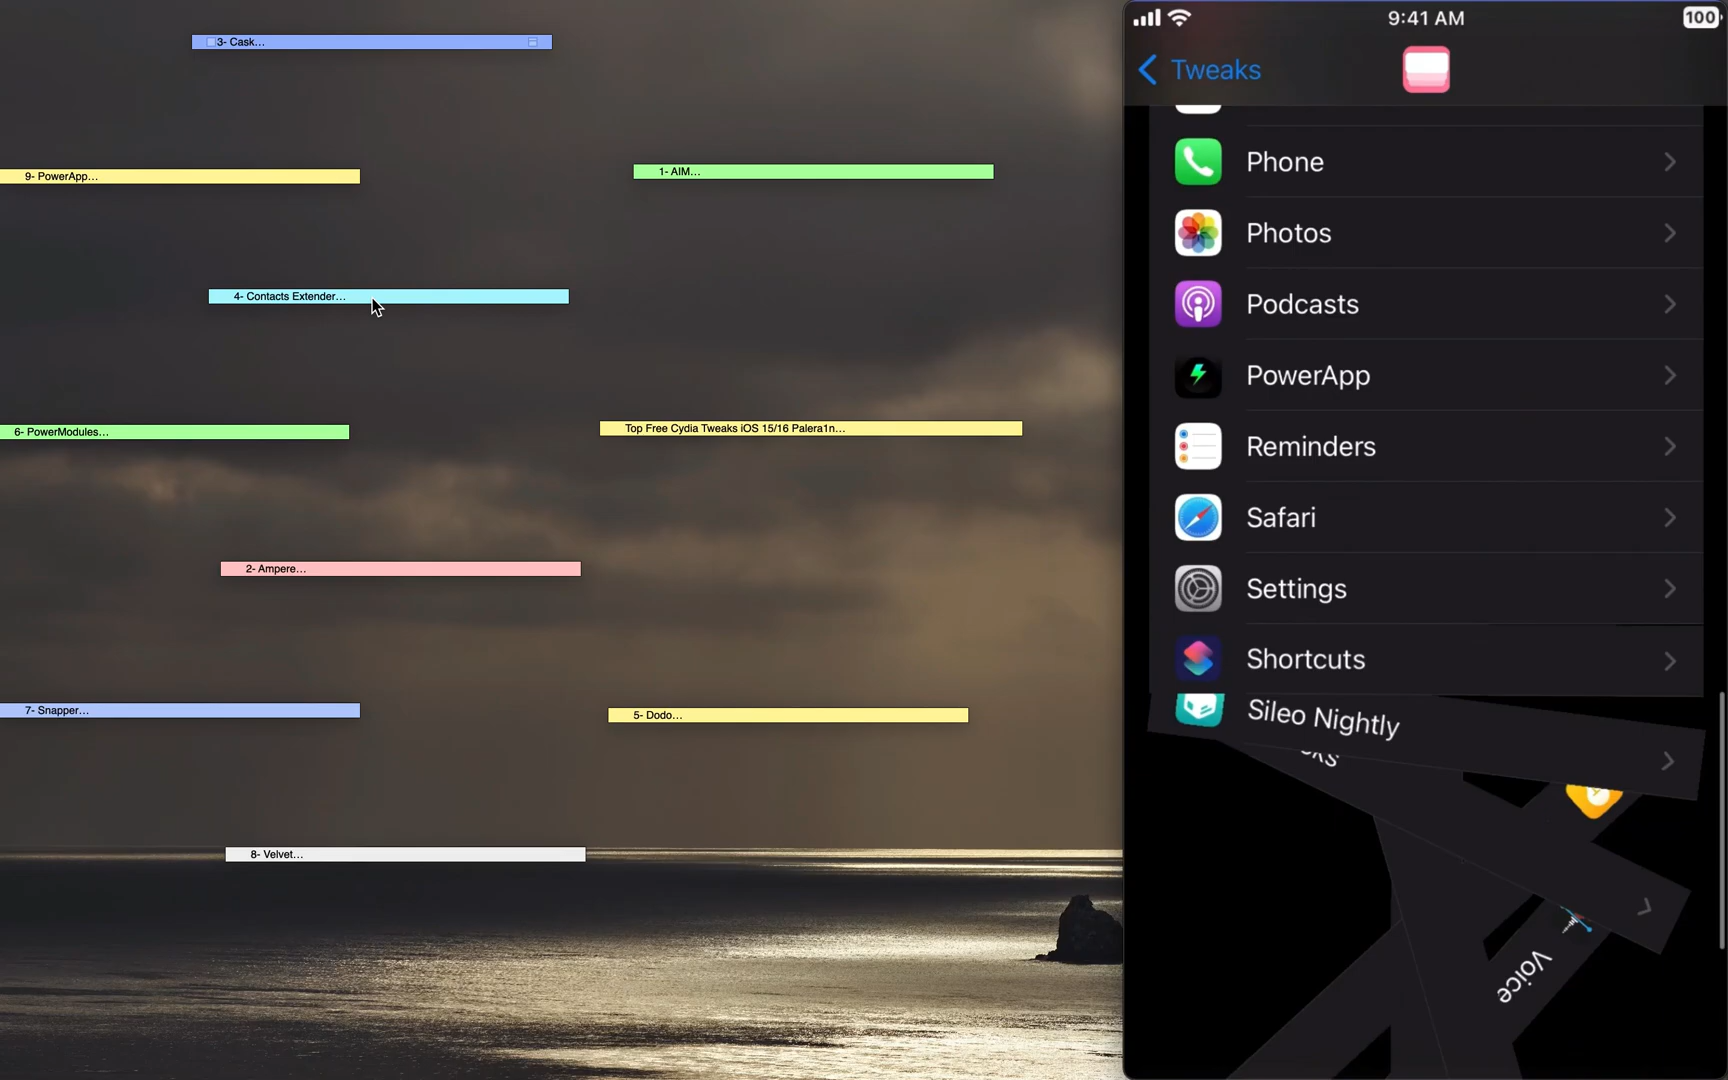 3- Cask…
9- PowerApp…
1- AIM…
4- Contacts Extender…
6- PowerModules…
Top Free Cydia Tweaks iOS 15/16 Palera1n…
2- Ampere…
7- Snapper…
5- Dodo…
8- Velvet…
9:41 AM
100
Tweaks
Phone
Photos
Podcasts
PowerApp
Reminders
Safari
Settings
Shortcuts
Sileo Nightly
Voice